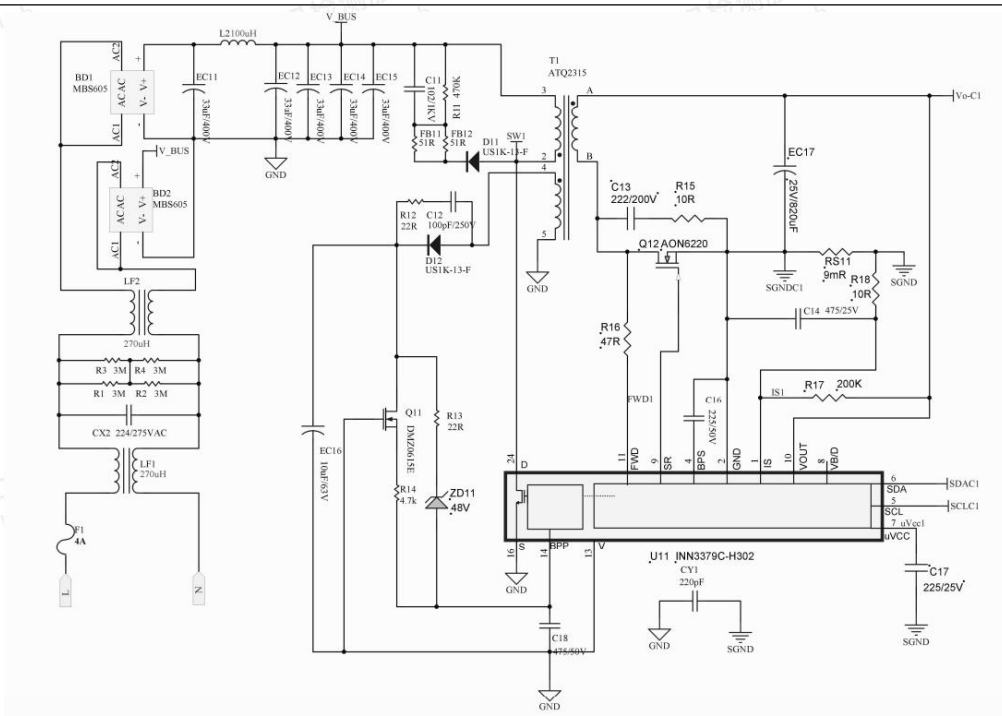 V_BUS
L2100uH
AC2
BD1
MBS605
ACAC
V- V+
+
-
AC1
EC11
33uF/400V
EC12
33uF/400V
EC13
33uF/400V
EC14
33uF/400V
EC15
33uF/400V
GND
C11
102/1KV
R11 470K
FB11
51R
FB12
51R
D11
US1K-13-F
SW1
T1
ATQ2315
3
2
4
5
A
B
GND
Vo-C1
EC17
25V/820uF
C13
222/200V
R15
10R
Q12 AON6220
SGNDC1
RS11
9mR
SGND
R18
10R
C14 475/25V
AC2
BD2
MBS605
ACAC
V- V+
+
-
V_BUS
AC1
R12
22R
C12
100pF/250V
D12
US1K-13-F
LF2
270uH
R3 3M
R4 3M
R1 3M
R2 3M
CX2 224/275VAC
LF1
270uH
F1
4A
L
N
EC16
10uF/63V
Q11
DMZ0615E
R13
22R
R14
4.7k
ZD11
48V
R16
47R
FWD1
C16
225/50V
IS1
R17 200K
24
D
11
FWD
9
SR
4
BPS
2
GND
1
IS
10
VOUT
8
VB/D
6
SDA
SDAC1
5
SCL
SCLC1
7 uVcc1
uVCC
16
S
14
BPP
13
V
U11 INN3379C-H302
GND
CY1
220pF
GND
SGND
C17
225/25V
SGND
C18
475/50V
GND